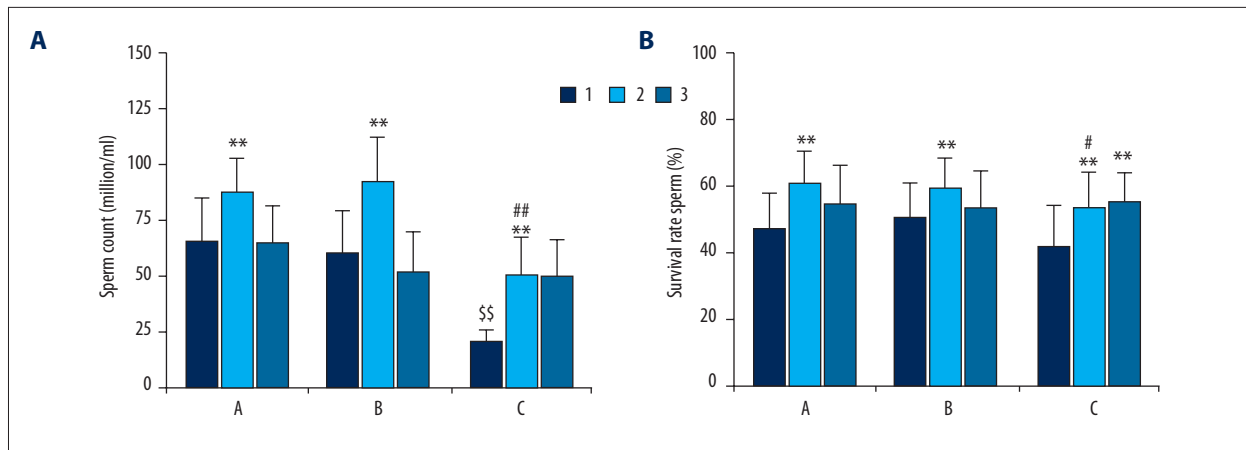 A
Sperm count (million/ml)
150
125
100
75
50
25
0
**
**
##
**
$$
A
B
C
1
2
3
B
Survival rate sperm (%)
100
80
60
40
20
0
**
**
#
**
**
A
B
C